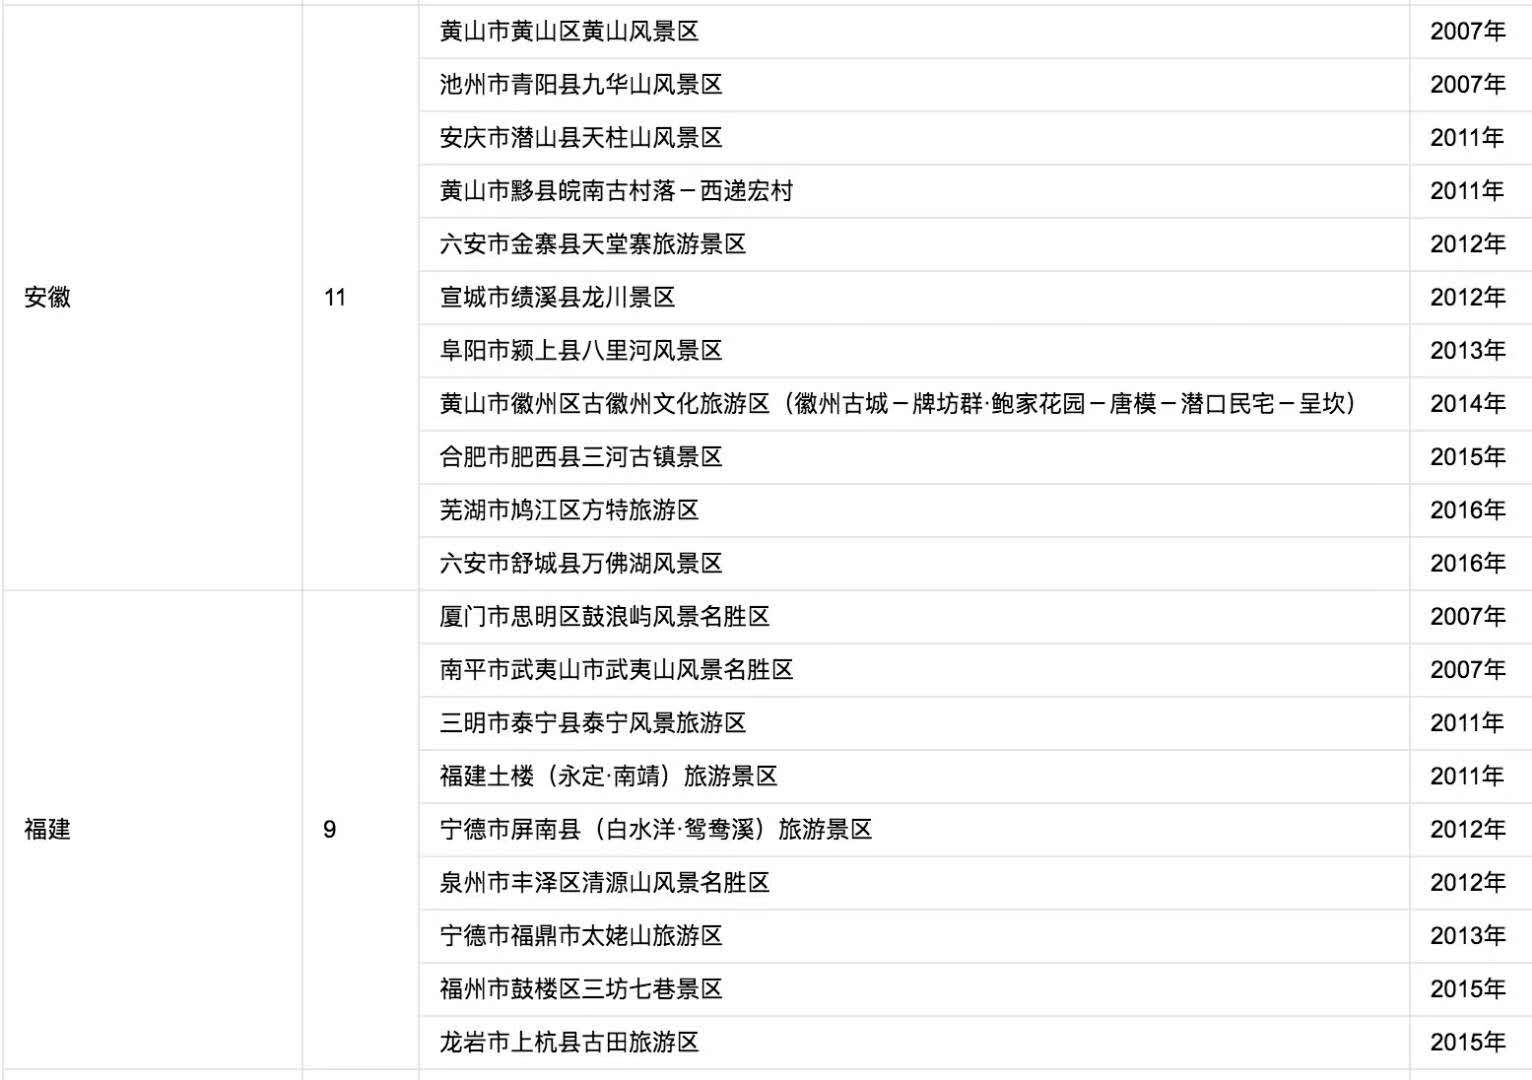 黄山市黄山区黄山风景区 2007年
池州市青阳县九华山风景区 2007年
安庆市潜山县天柱山风景区 2011年
黄山市黟县皖南古村落－西递宏村 2011年
六安市金寨县天堂寨旅游景区 2012年
安徽 11 宣城市绩溪县龙川景区 2012年
阜阳市颍上县八里河风景区 2013年
黄山市徽州区古徽州文化旅游区（徽州古城－牌坊群·鲍家花园－唐模－潜口民宅－呈坎） 2014年
合肥市肥西县三河古镇景区 2015年
芜湖市鸠江区方特旅游区 2016年
六安市舒城县万佛湖风景区 2016年
厦门市思明区鼓浪屿风景名胜区 2007年
南平市武夷山市武夷山风景名胜区 2007年
三明市泰宁县泰宁风景旅游区 2011年
福建土楼（永定·南靖）旅游景区 2011年
福建 9 宁德市屏南县（白水洋·鸳鸯溪）旅游景区 2012年
泉州市丰泽区清源山风景名胜区 2012年
宁德市福鼎市太姥山旅游区 2013年
福州市鼓楼区三坊七巷景区 2015年
龙岩市上杭县古田旅游区 2015年